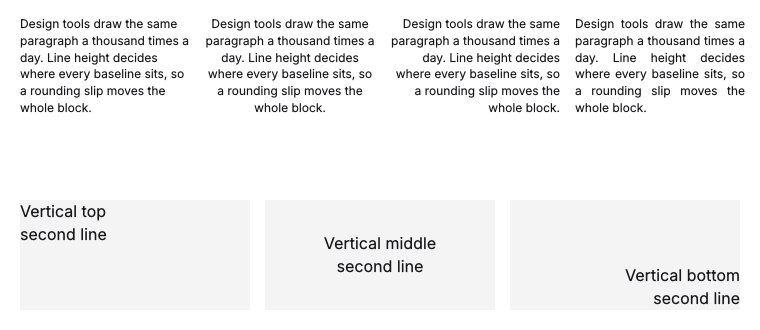 Design tools draw the same
paragraph a thousand times a
day. Line height decides
where every baseline sits, so
a rounding slip moves the
whole block.
Design tools draw the same
paragraph a thousand times a
day. Line height decides
where every baseline sits, so
a rounding slip moves the
whole block.
Design tools draw the same
paragraph a thousand times a
day. Line height decides
where every baseline sits, so
a rounding slip moves the
whole block.
Design tools draw the same
paragraph a thousand times a
day. Line height decides
where every baseline sits, so
a rounding slip moves the
whole block.
Vertical top
second line
Vertical middle
second line
Vertical bottom
second line